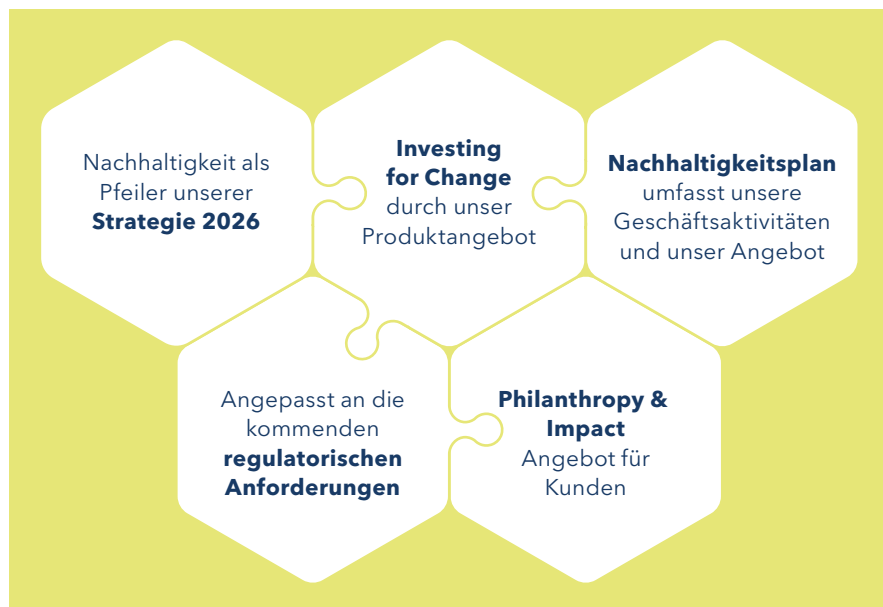 Nachhaltigkeit als
Pfeiler unserer
Strategie 2026
Investing
for Change
durch unser
Produktangebot
Nachhaltigkeitsplan
umfasst unsere
Geschäftsaktivitäten
und unser Angebot
Angepasst an die
kommenden
regulatorischen
Anforderungen
Philanthropy &
Impact
Angebot für
Kunden